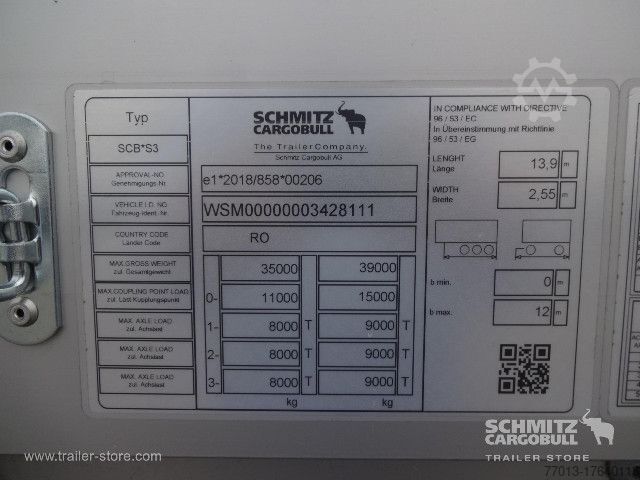 Typ
SCB*S3
APPROVAL-NO.
Genehmigungs-Nr.
VEHICLE I.D. NO
Fahrzeug-Ident. Nr.
COUNTRY CODE
Länder Code
MAX.GROSS WEIGHT
zul. Gesamtgewicht
MAX.COUPLING POINT LOAD
zul. Last Kupplungspunkt
MAX. AXLE LOAD
zul. Achslast
MAX. AXLE LOAD
zul. Achslast
MAX. AXLE LOAD
zul. Achslast
SCHMITZ
CARGOBULL
The TrailerCompany.
Schmitz Cargobull AG
e1*2018/858*00206
WSM00000003428111
RO
35000 39000
0- 11000 15000
1- 8000 T 9000 T
2- 8000 T 9000 T
3- 8000 T 9000 T
kg kg
IN COMPLIANCE WITH DIRECTIVE
96 / 53 / EC
In Übereinstimmung mit Richtlinie
96 / 53 / EG
LENGHT
Länge
13,9 m
WIDTH
Breite
2,55 m
b min. 0 m
b max. 12 m
SCHMITZ
CARGOBULL
TRAILER STORE
www.trailer-store.com